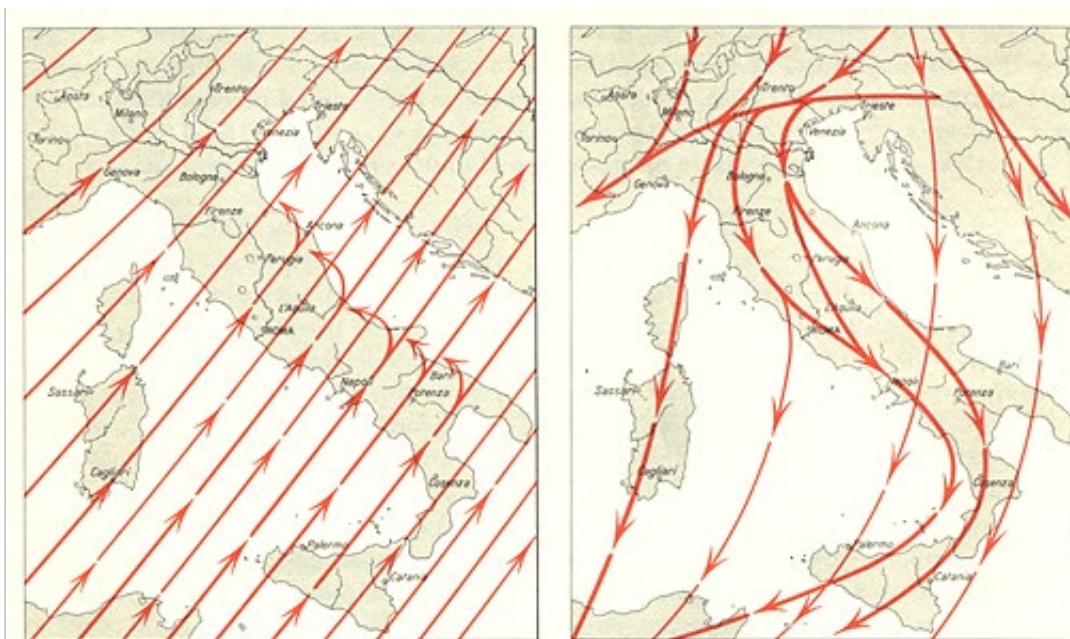 Aosta
Trento
Milano
Trieste
Torino
Venezia
Genova
Bologna
Firenze
Ancona
Perugia
L'Aquila
ROMA
Sassari
Napoli
Bari
Potenza
Cagliari
Cosenza
Palermo
Catania
Aosta
Trento
Trieste
Torino
Venezia
Genova
Bologna
Firenze
Ancona
Perugia
L'Aquila
ROMA
Bari
Sassari
Napoli
Potenza
Cagliari
Cosenza
Palermo
Catania